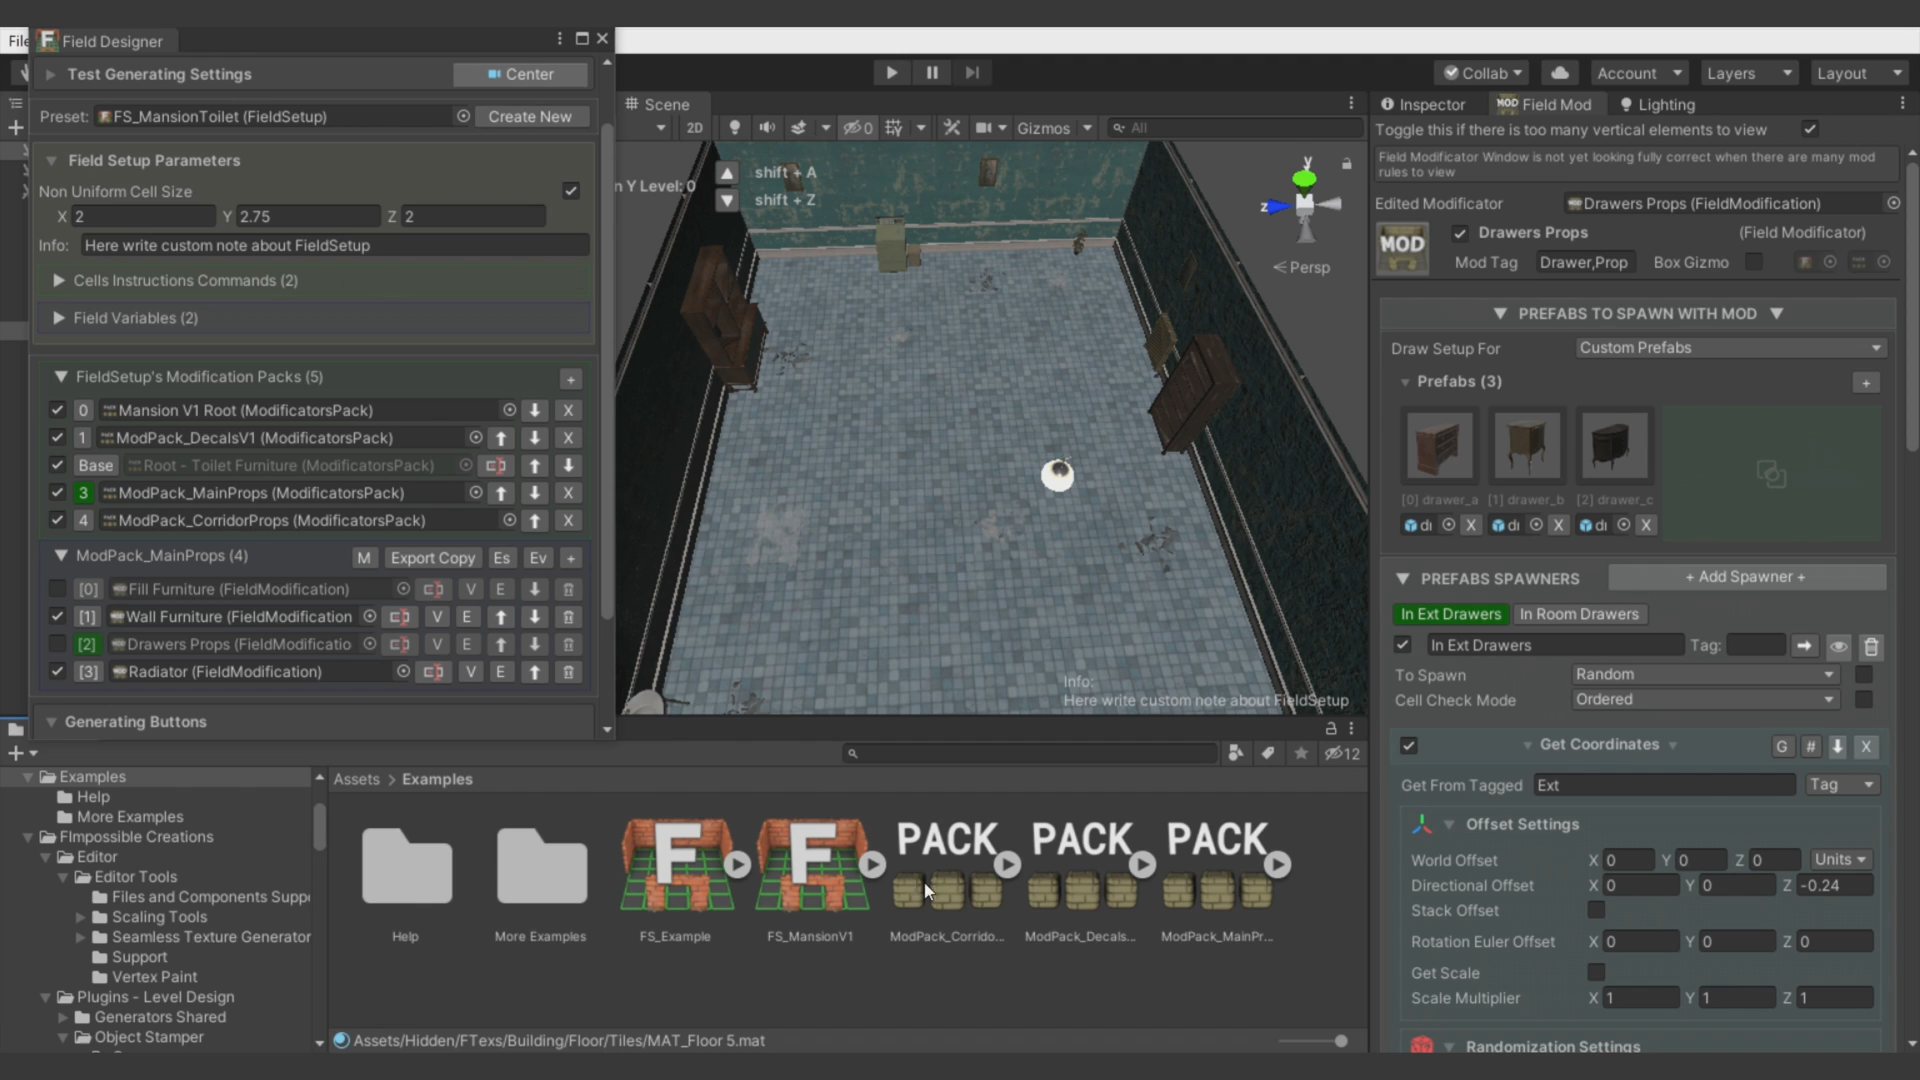 File
Field Designer
Test Generating Settings
Center
Preset:
FS_MansionToilet (FieldSetup)
Create New
Field Setup Parameters
Non Uniform Cell Size
X 2 Y 2.75 Z 2
Info: Here write custom note about FieldSetup
Cells Instructions Commands (2)
Field Variables (2)
FieldSetup's Modification Packs (5)
+
0 Mansion V1 Root (ModificatorsPack) X
1 ModPack_DecalsV1 (ModificatorsPack) X
Base Root - Toilet Furniture (ModificatorsPack)
3 ModPack_MainProps (ModificatorsPack) X
4 ModPack_CorridorProps (ModificatorsPack) X
ModPack_MainProps (4) M Export Copy Es Ev +
[0] Fill Furniture (FieldModification) V E
[1] Wall Furniture (FieldModification V E
[2] Drawers Props (FieldModificatio V E
[3] Radiator (FieldModification) V E
Generating Buttons
Collab Account Layers Layout
Scene
2D 0 Gizmos All
n Y Level: 0
shift + A
shift + Z
y
z
Persp
Info:
Here write custom note about FieldSetup
Inspector MOD Field Mod Lighting
Toggle this if there is too many vertical elements to view
Field Modificator Window is not yet looking fully correct when there are many mod
rules to view
Edited Modificator Drawers Props (FieldModification)
MOD Drawers Props (Field Modificator)
Mod Tag Drawer,Prop Box Gizmo
PREFABS TO SPAWN WITH MOD
Draw Setup For Custom Prefabs
Prefabs (3) +
[0] drawer_a [1] drawer_b [2] drawer_c
di X di X di X
PREFABS SPAWNERS + Add Spawner +
In Ext Drawers In Room Drawers
In Ext Drawers Tag:
To Spawn Random
Cell Check Mode Ordered
Get Coordinates G # X
Get From Tagged Ext Tag
Offset Settings
World Offset X 0 Y 0 Z 0 Units
Directional Offset X 0 Y 0 Z -0.24
Stack Offset
Rotation Euler Offset X 0 Y 0 Z 0
Get Scale
Scale Multiplier X 1 Y 1 Z 1
Randomization Settings
12
Examples
Help
More Examples
FImpossible Creations
Editor
Editor Tools
Files and Components Suppo
Scaling Tools
Seamless Texture Generator
Support
Vertex Paint
Plugins - Level Design
Generators Shared
Object Stamper
Assets > Examples
F F PACK PACK PACK
Help More Examples FS_Example FS_MansionV1 ModPack_Corrido... ModPack_Decals... ModPack_MainPr...
Assets/Hidden/FTexs/Building/Floor/Tiles/MAT_Floor 5.mat